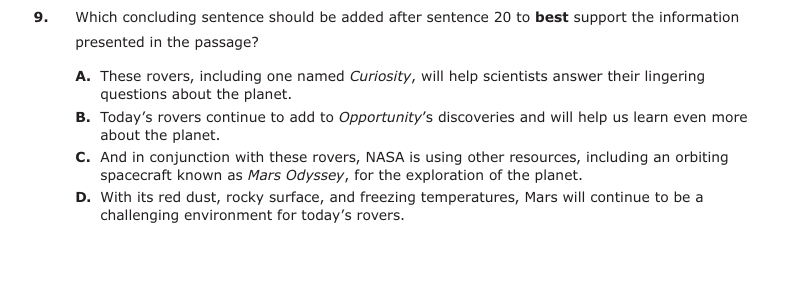 9. Which concluding sentence should be added after sentence 20 to best support the information
presented in the passage?
A. These rovers, including one named Curiosity, will help scientists answer their lingering
questions about the planet.
B. Today’s rovers continue to add to Opportunity’s discoveries and will help us learn even more
about the planet.
C. And in conjunction with these rovers, NASA is using other resources, including an orbiting
spacecraft known as Mars Odyssey, for the exploration of the planet.
D. With its red dust, rocky surface, and freezing temperatures, Mars will continue to be a
challenging environment for today’s rovers.